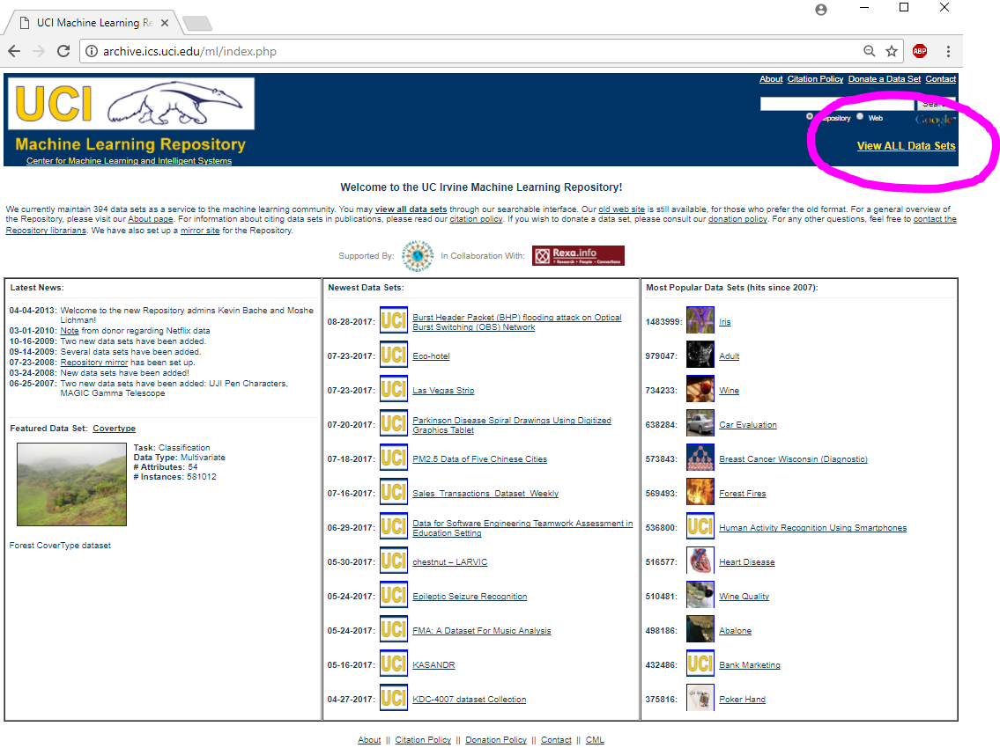 UCI Machine Learning Re
archive.ics.uci.edu/ml/index.php
ABP
UCI
Machine Learning Repository
Center for Machine Learning and Intelligent Systems
About Citation Policy Donate a Data Set Contact
Repository Web Google
View ALL Data Sets
Welcome to the UC Irvine Machine Learning Repository!
We currently maintain 394 data sets as a service to the machine learning community. You may view all data sets through our searchable interface. Our old web site is still available, for those who prefer the old format. For a general overview of
the Repository, please visit our About page. For information about citing data sets in publications, please read our citation policy. If you wish to donate a data set, please consult our donation policy. For any other questions, feel free to contact the
Repository librarians. We have also set up a mirror site for the Repository.
Supported By: In Collaboration With: Rexa.info
Research • People • Connections
Latest News:
04-04-2013: Welcome to the new Repository admins Kevin Bache and Moshe
Lichman!
03-01-2010: Note from donor regarding Netflix data
10-16-2009: Two new data sets have been added.
09-14-2009: Several data sets have been added.
07-23-2008: Repository mirror has been set up.
03-24-2008: New data sets have been added!
06-25-2007: Two new data sets have been added: UJI Pen Characters,
MAGIC Gamma Telescope
Featured Data Set: Covertype
Task: Classification
Data Type: Multivariate
# Attributes: 54
# Instances: 581012
Forest CoverType dataset
Newest Data Sets:
08-28-2017: UCI Burst Header Packet (BHP) flooding attack on Optical
Burst Switching (OBS) Network
07-23-2017: UCI Eco-hotel
07-23-2017: UCI Las Vegas Strip
07-20-2017: UCI Parkinson Disease Spiral Drawings Using Digitized
Graphics Tablet
07-18-2017: UCI PM2.5 Data of Five Chinese Cities
07-16-2017: UCI Sales_Transactions_Dataset_Weekly
06-29-2017: UCI Data for Software Engineering Teamwork Assessment in
Education Setting
05-30-2017: UCI chestnut – LARVIC
05-24-2017: UCI Epileptic Seizure Recognition
05-24-2017: UCI FMA: A Dataset For Music Analysis
05-16-2017: UCI KASANDR
04-27-2017: UCI KDC-4007 dataset Collection
Most Popular Data Sets (hits since 2007):
1483999: Iris
979047: Adult
734233: Wine
638284: Car Evaluation
573843: Breast Cancer Wisconsin (Diagnostic)
569493: Forest Fires
536800: UCI Human Activity Recognition Using Smartphones
516577: Heart Disease
510481: Wine Quality
498186: Abalone
432486: UCI Bank Marketing
375816: Poker Hand
About || Citation Policy || Donation Policy || Contact || CML